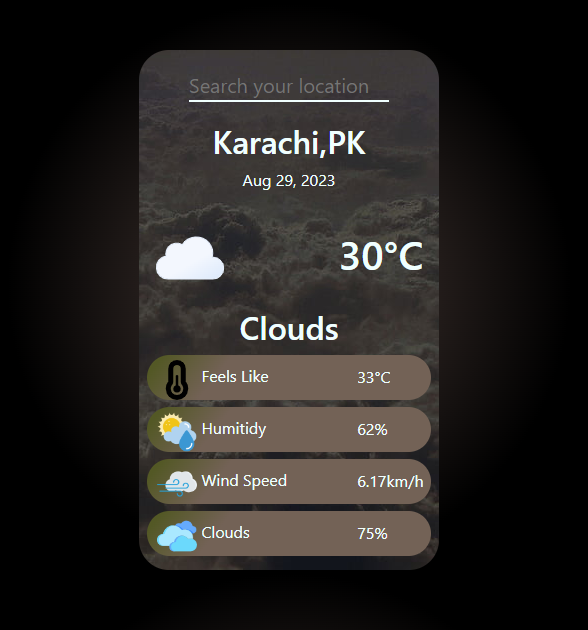 Search your location
Karachi,PK
Aug 29, 2023
30°C
Clouds
Feels Like 33°C
Humitidy 62%
Wind Speed 6.17km/h
Clouds 75%